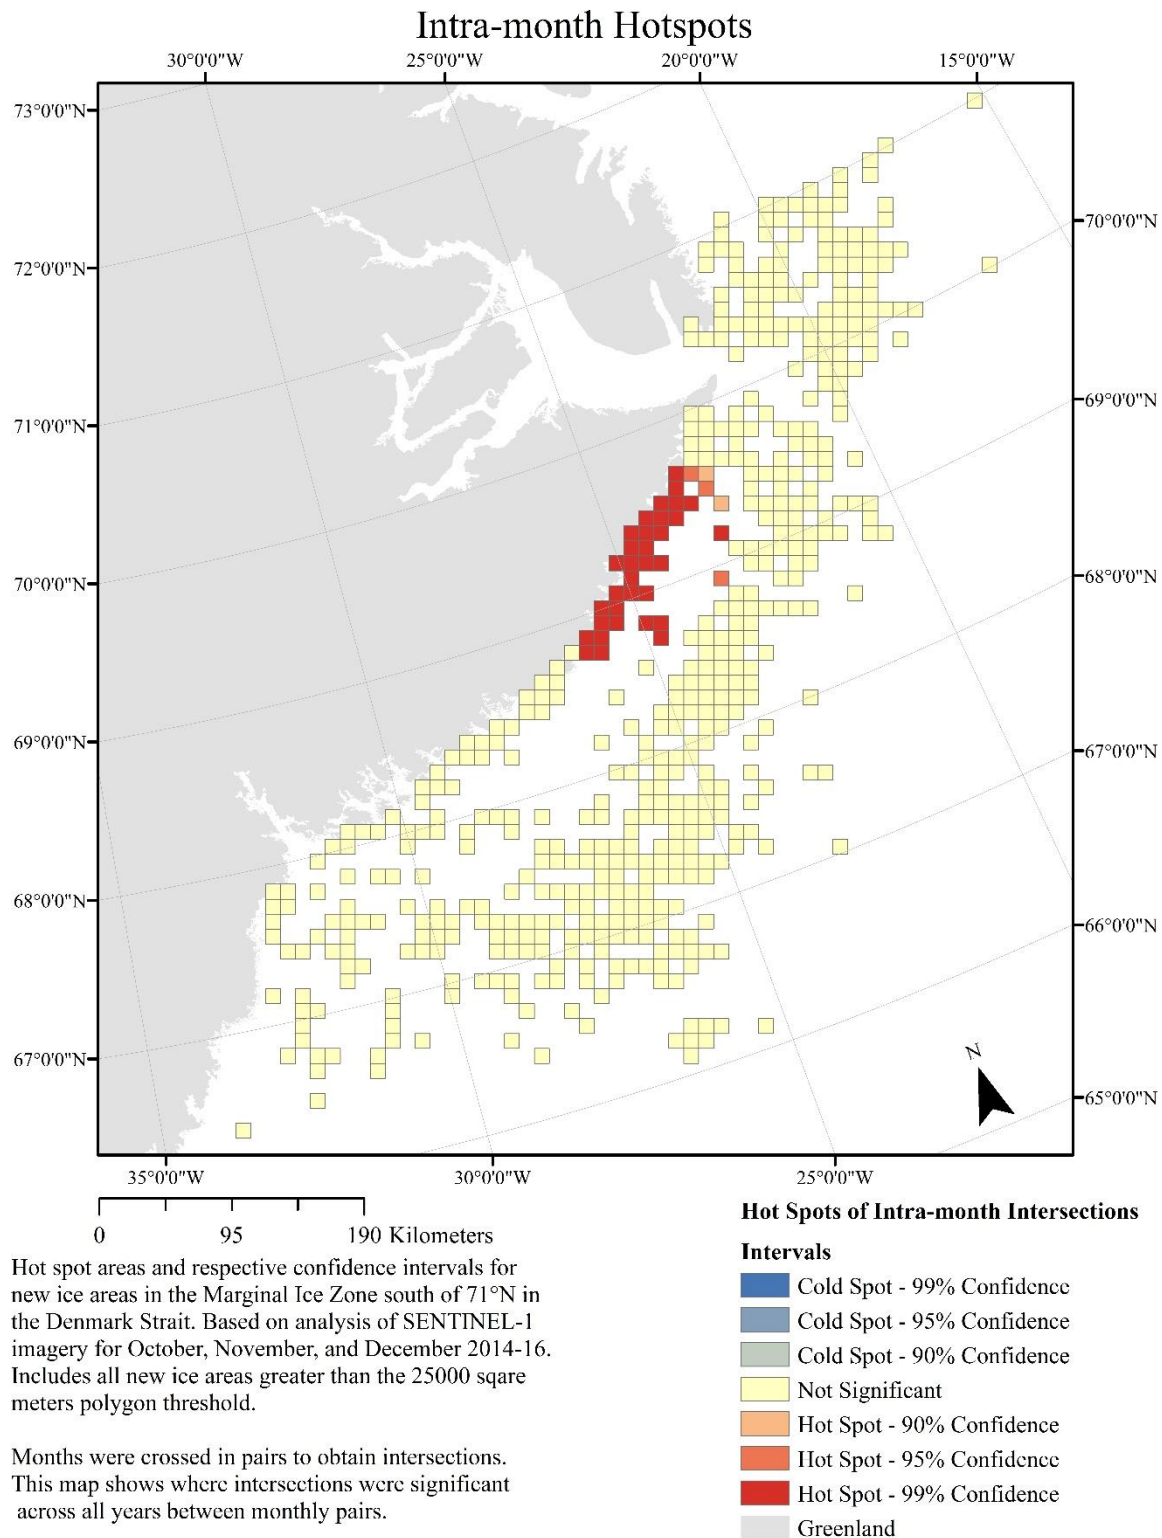 Intra-month Hotspots
30°0'0"W
25°0'0"W
20°0'0"W
15°0'0"W
73°0'0"N
72°0'0"N
71°0'0"N
70°0'0"N
69°0'0"N
68°0'0"N
67°0'0"N
70°0'0"N
69°0'0"N
68°0'0"N
67°0'0"N
66°0'0"N
65°0'0"N
N
35°0'0"W
30°0'0"W
25°0'0"W
0 95 190 Kilometers
Hot spot areas and respective confidence intervals for
new ice areas in the Marginal Ice Zone south of 71°N in
the Denmark Strait. Based on analysis of SENTINEL-1
imagery for October, November, and December 2014-16.
Includes all new ice areas greater than the 25000 sqare
meters polygon threshold.
Months were crossed in pairs to obtain intersections.
This map shows where intersections were significant
across all years between monthly pairs.
Hot Spots of Intra-month Intersections
Intervals
Cold Spot - 99% Confidence
Cold Spot - 95% Confidence
Cold Spot - 90% Confidence
Not Significant
Hot Spot - 90% Confidence
Hot Spot - 95% Confidence
Hot Spot - 99% Confidence
Greenland